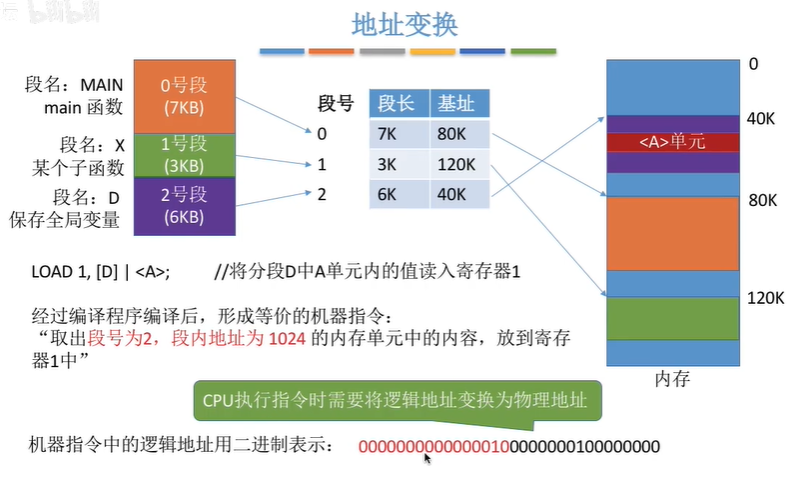 bilibili
地址变换
段名：MAIN
main 函数
0号段
(7KB)
段名：X
某个子函数
1号段
(3KB)
段名：D
保存全局变量
2号段
(6KB)
段号 段长 基址
0 7K 80K
1 3K 120K
2 6K 40K
0
40K
<A>单元
80K
120K
内存
LOAD 1, [D] | <A>; //将分段D中A单元内的值读入寄存器1
经过编译程序编译后，形成等价的机器指令：
“取出段号为2，段内地址为 1024 的内存单元中的内容，放到寄存
器1中”
CPU执行指令时需要将逻辑地址变换为物理地址
机器指令中的逻辑地址用二进制表示： 00000000000000100000000100000000